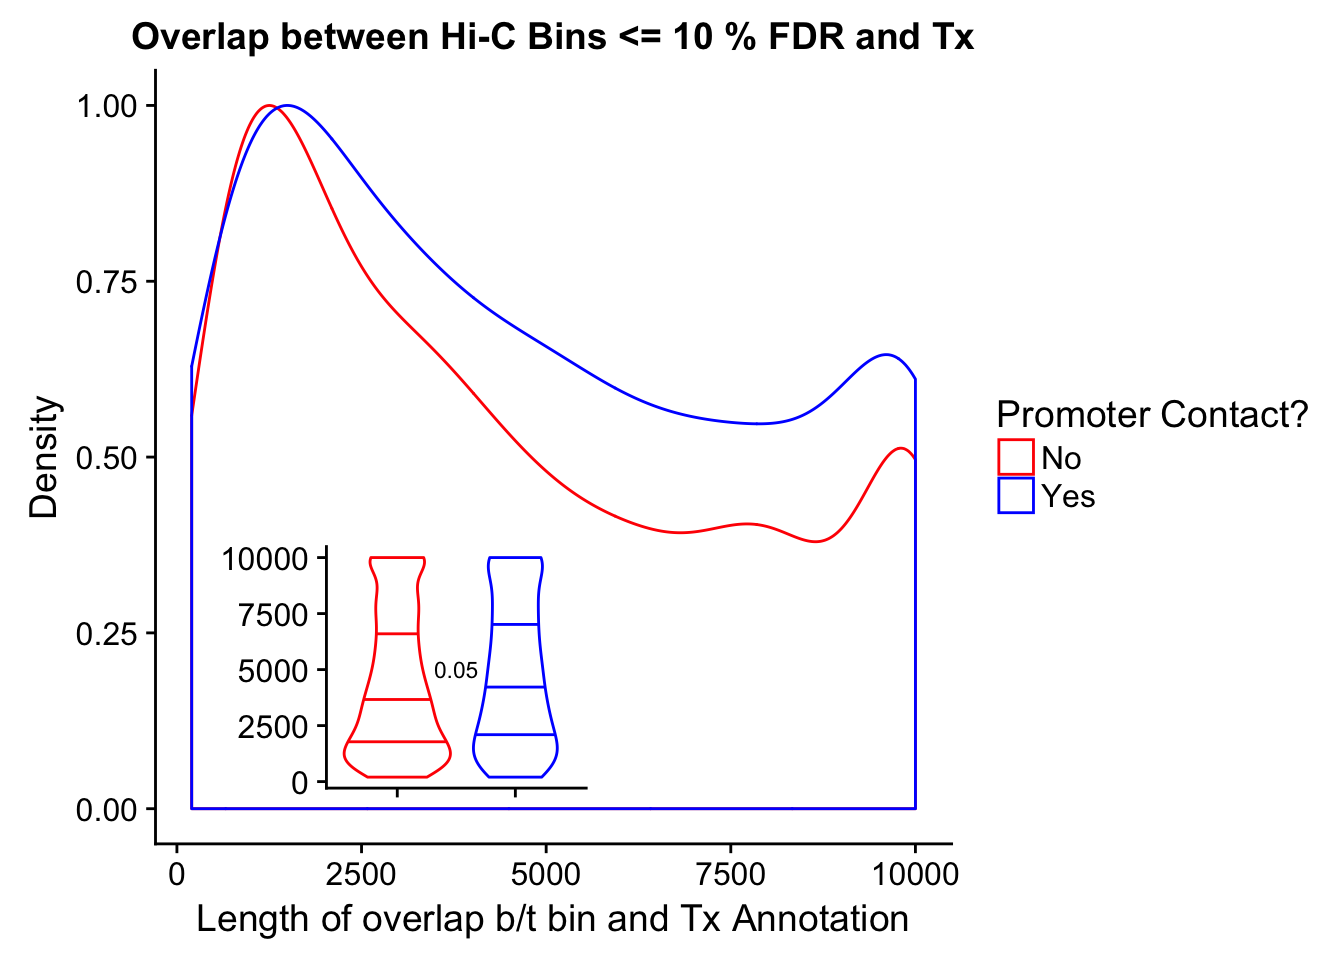 Overlap between Hi-C Bins <= 10 % FDR and Tx
1.00
0.75
0.50
0.25
0.00
Density
10000
7500
5000
2500
0
0.05
0
2500
5000
7500
10000
Length of overlap b/t bin and Tx Annotation
Promoter Contact?
No
Yes